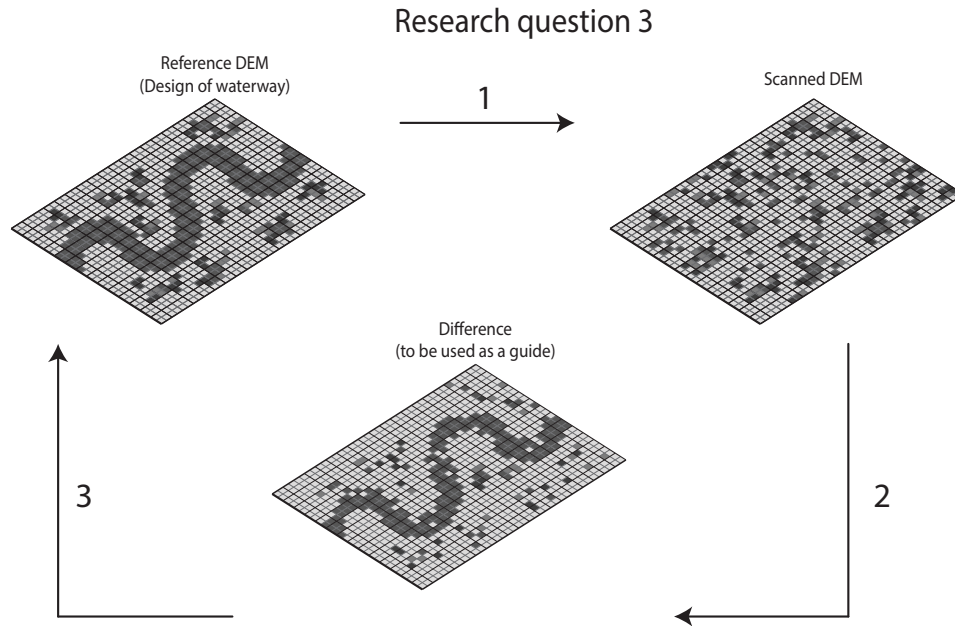 Research question 3
Reference DEM
(Design of waterway)
1
Scanned DEM
Difference
(to be used as a guide)
3
2